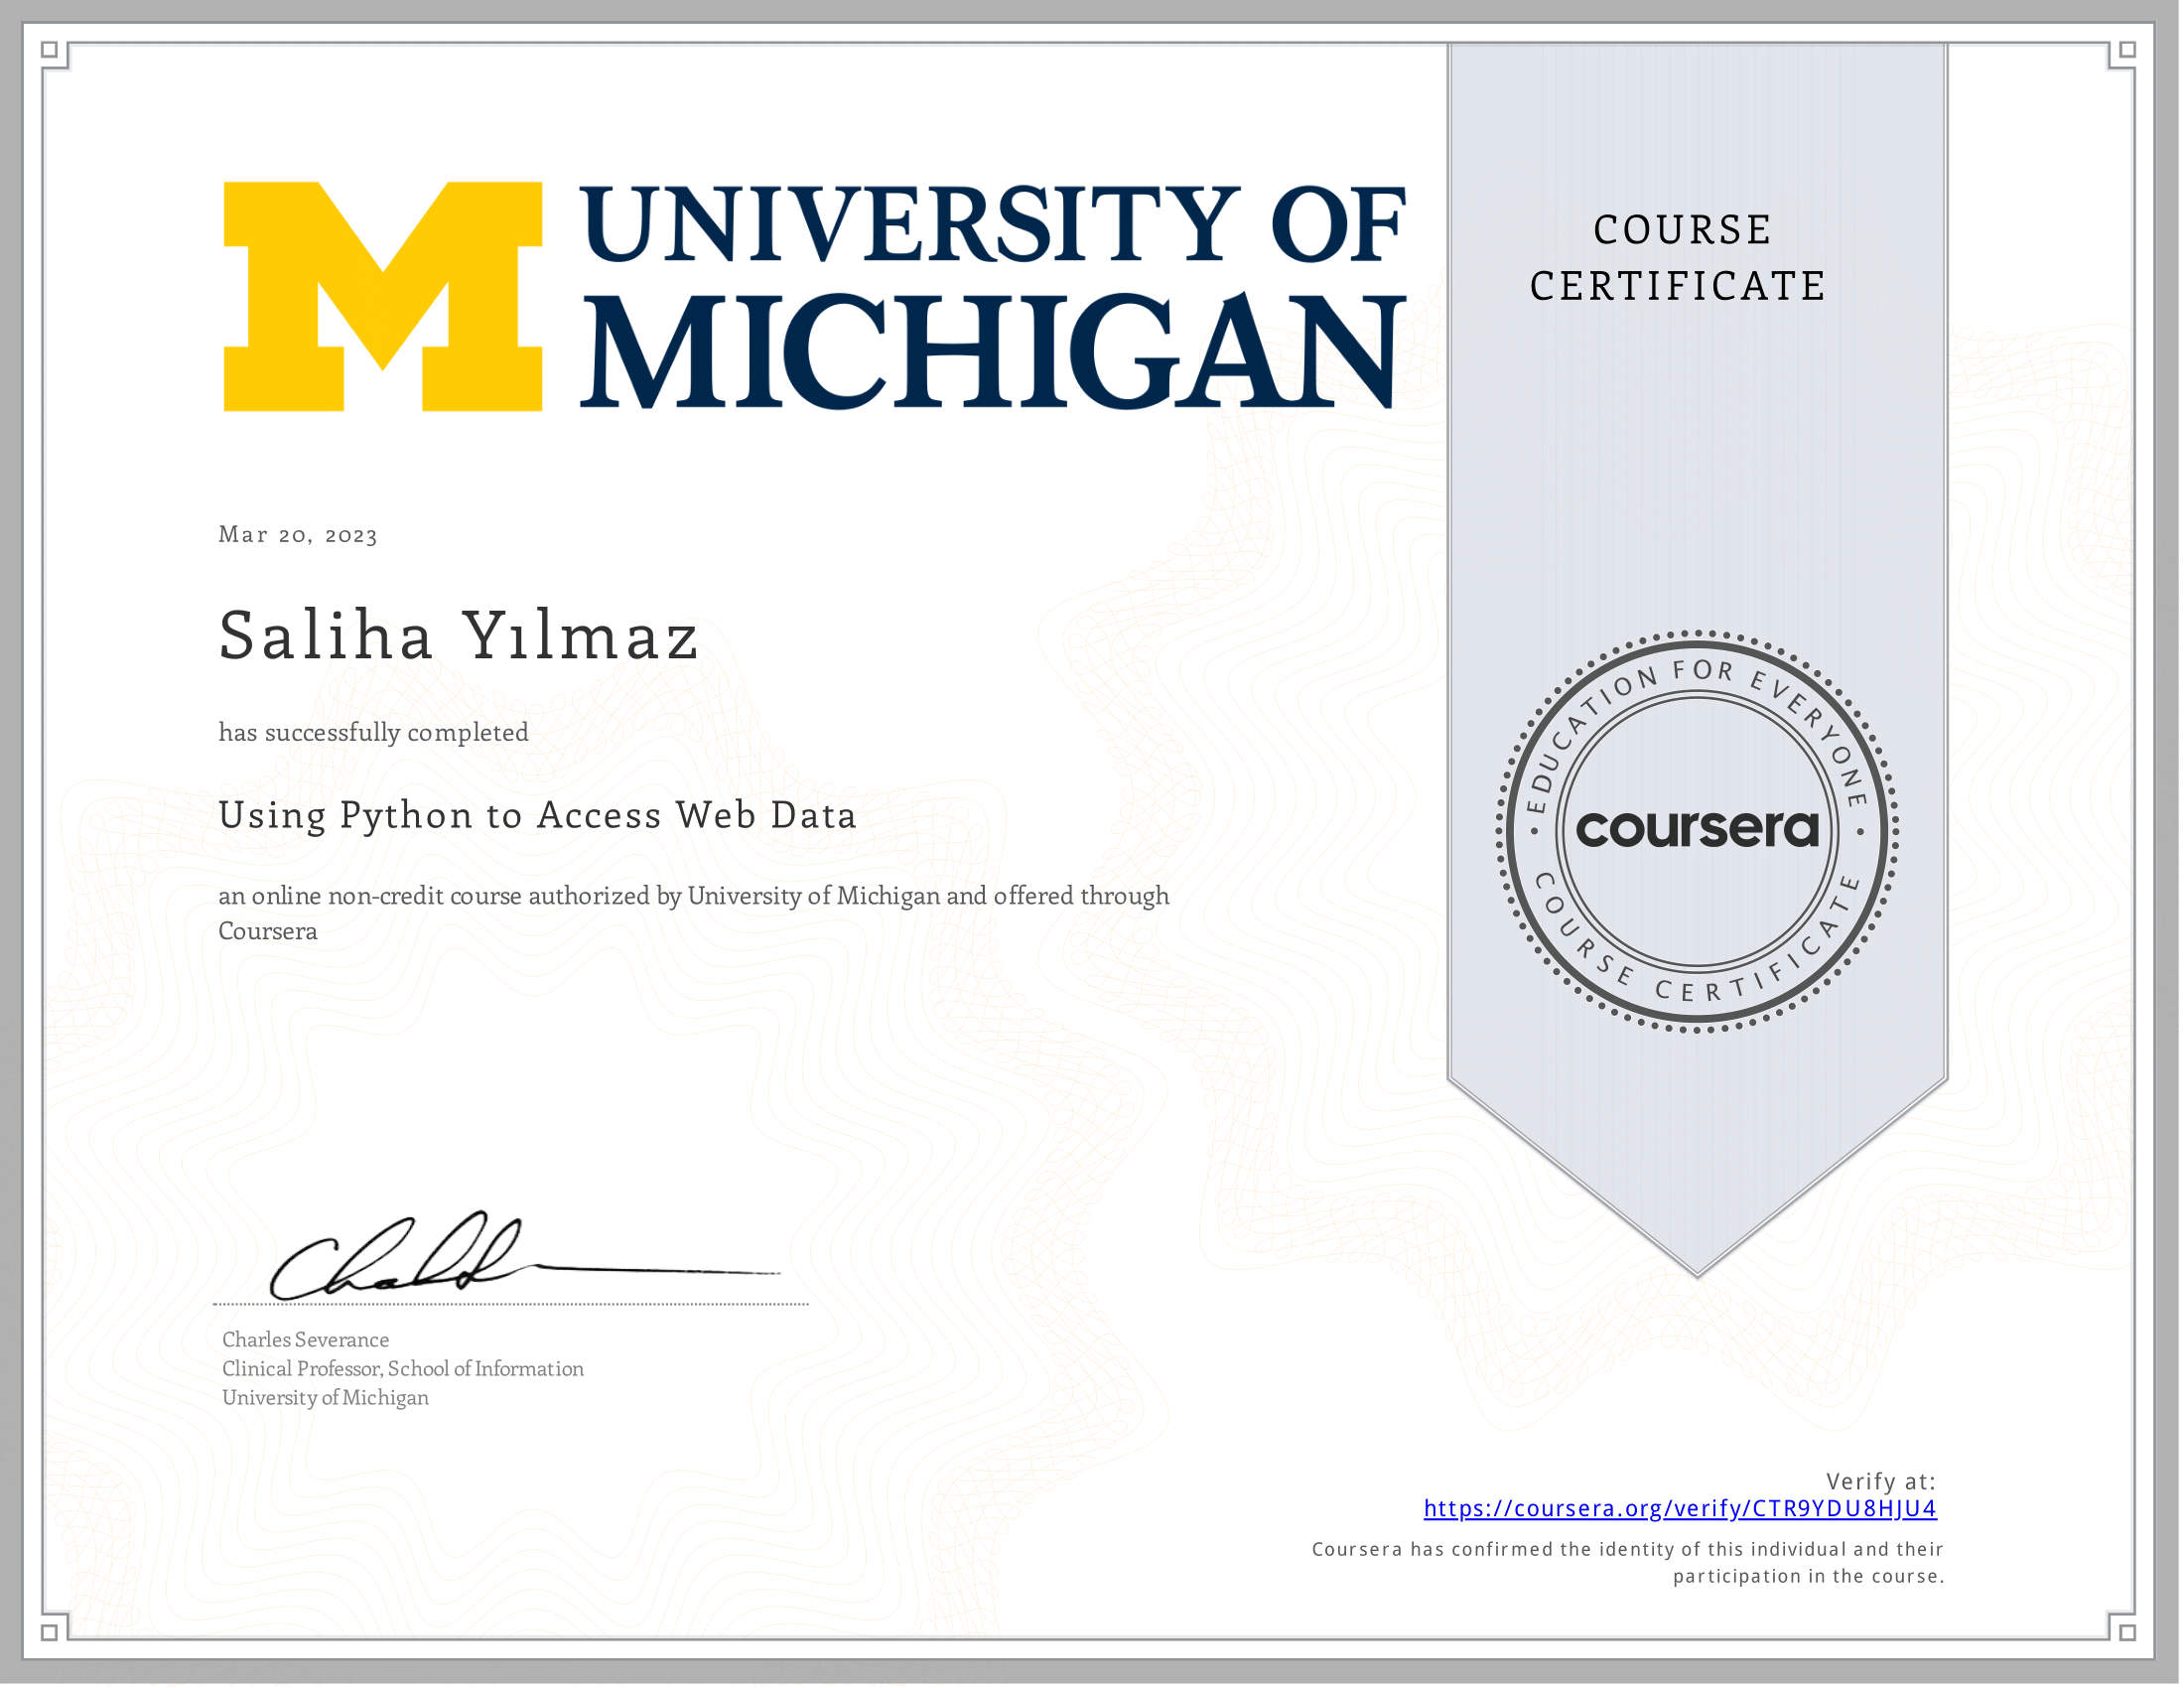 UNIVERSITY OF
MICHIGAN
COURSE
CERTIFICATE
Mar 20, 2023
Saliha Yılmaz
has successfully completed
Using Python to Access Web Data
an online non-credit course authorized by University of Michigan and offered through
Coursera
EDUCATION FOR EVERYONE
coursera
COURSE CERTIFICATE
Charles Severance
Clinical Professor, School of Information
University of Michigan
Verify at:
https://coursera.org/verify/CTR9YDU8HJU4
Coursera has confirmed the identity of this individual and their
participation in the course.